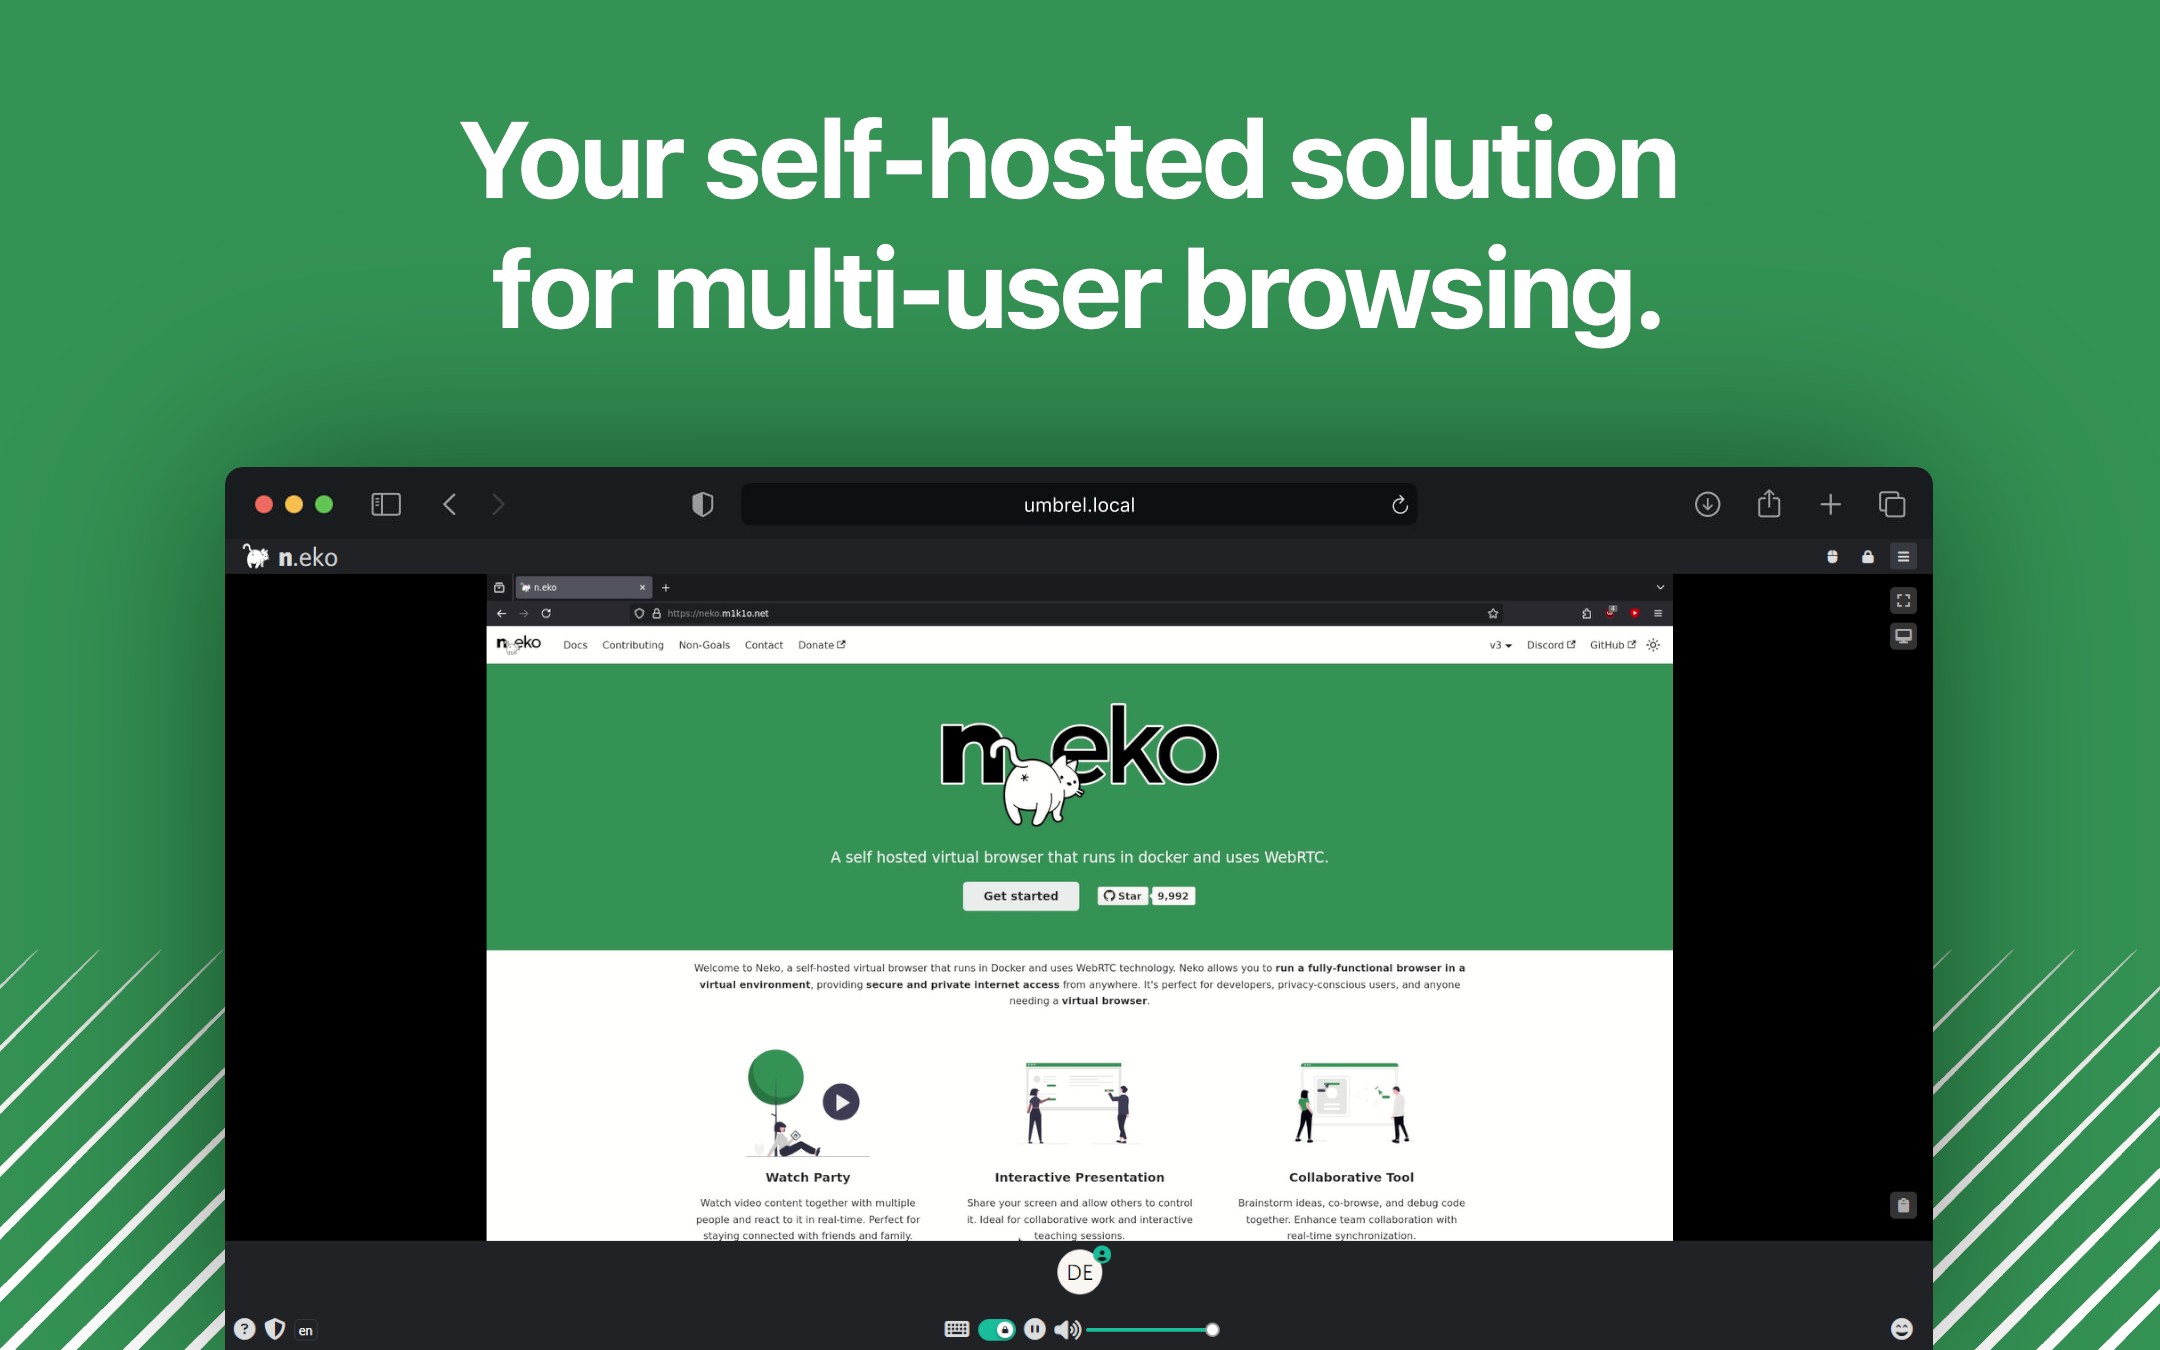 Your self-hosted solution
for multi-user browsing.
umbrel.local
n.eko
n.eko
https://neko.m1k1o.net
n.eko
Docs Contributing Non-Goals Contact Donate
v3 Discord GitHub
n.eko
A self hosted virtual browser that runs in docker and uses WebRTC.
Get started
Star 9,992
Welcome to Neko, a self-hosted virtual browser that runs in Docker and uses WebRTC technology. Neko allows you to run a fully-functional browser in a
virtual environment, providing secure and private internet access from anywhere. It's perfect for developers, privacy-conscious users, and anyone
needing a virtual browser.
Watch Party
Watch video content together with multiple
people and react to it in real-time. Perfect for
staying connected with friends and family.
Interactive Presentation
Share your screen and allow others to control
it. Ideal for collaborative work and interactive
teaching sessions.
Collaborative Tool
Brainstorm ideas, co-browse, and debug code
together. Enhance team collaboration with
real-time synchronization.
DE
en